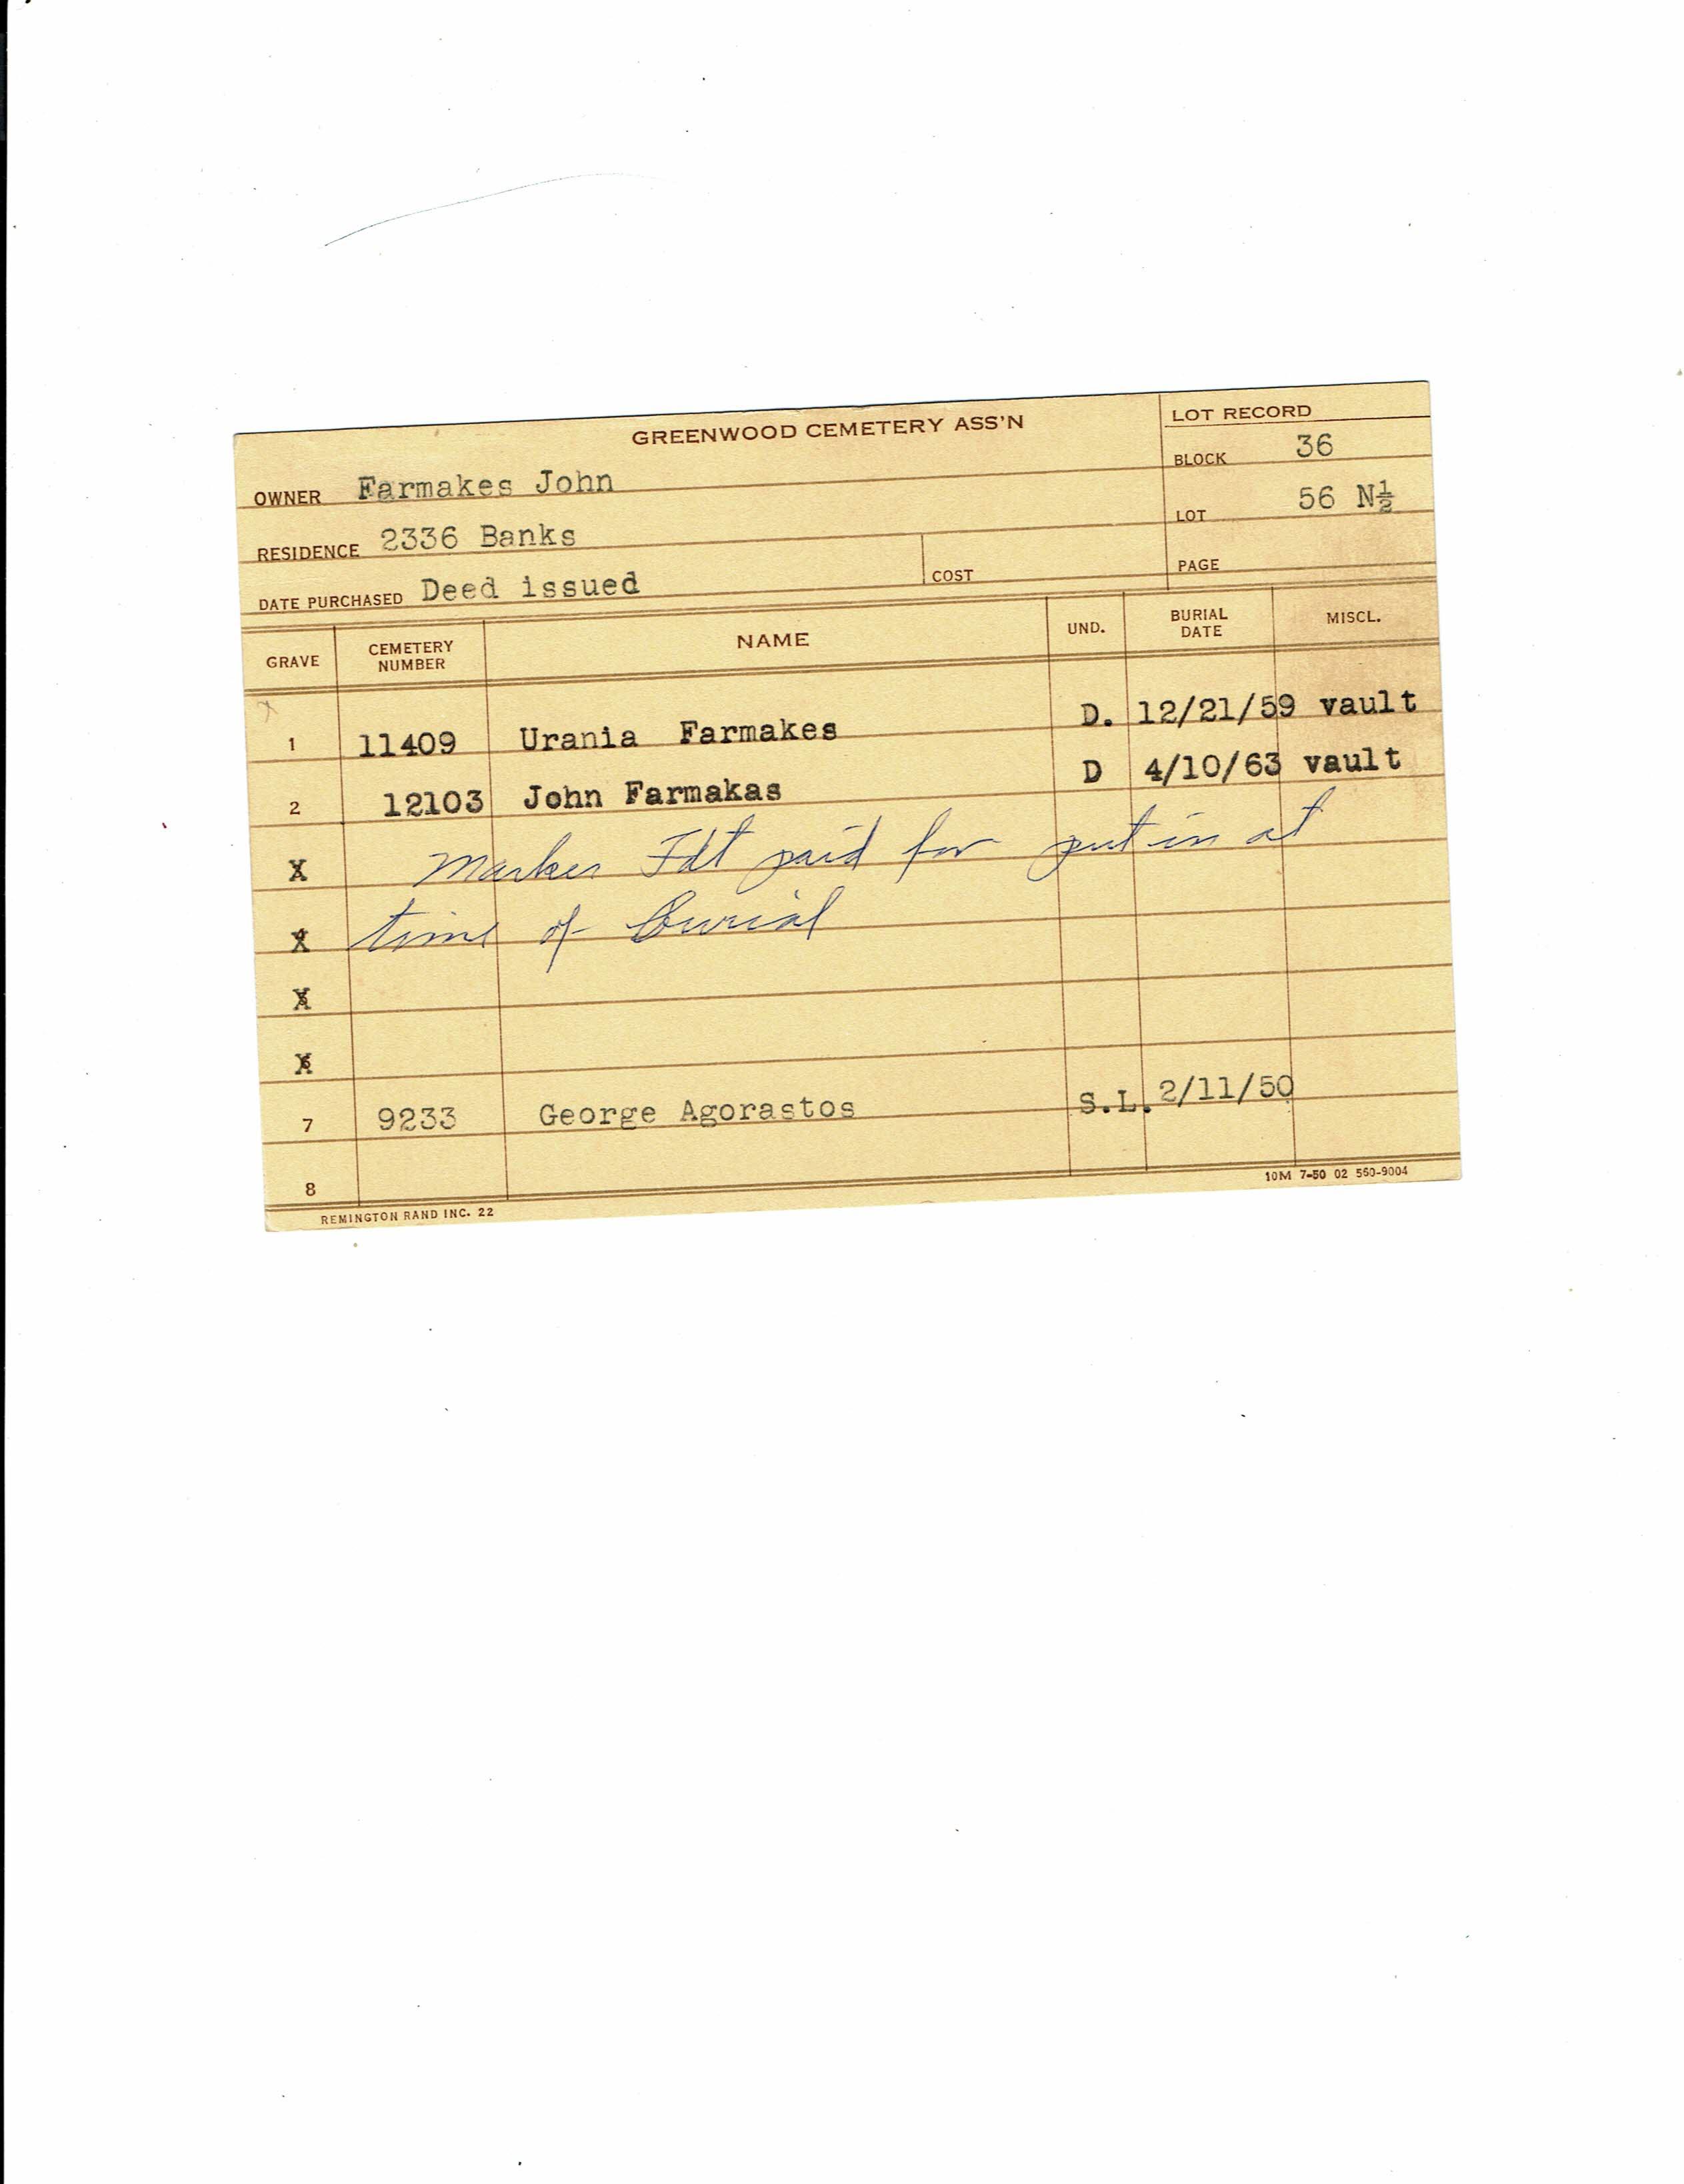 GREENWOOD CEMETERY ASS'N
LOT RECORD
OWNER Farmakes John
BLOCK 36
RESIDENCE 2336 Banks
LOT 56 N½
DATE PURCHASED Deed issued
COST
PAGE
GRAVE CEMETERY NUMBER NAME UND. BURIAL DATE MISCL.
1 11409 Urania Farmakes D. 12/21/59 vault
2 12103 John Farmakas D 4/10/63 vault
X Marker Fdt paid for put in at
X time of Burial
X
X
7 9233 George Agorastos S.L. 2/11/50
8
REMINGTON RAND INC. 22
10M 7-50 02 550-9004